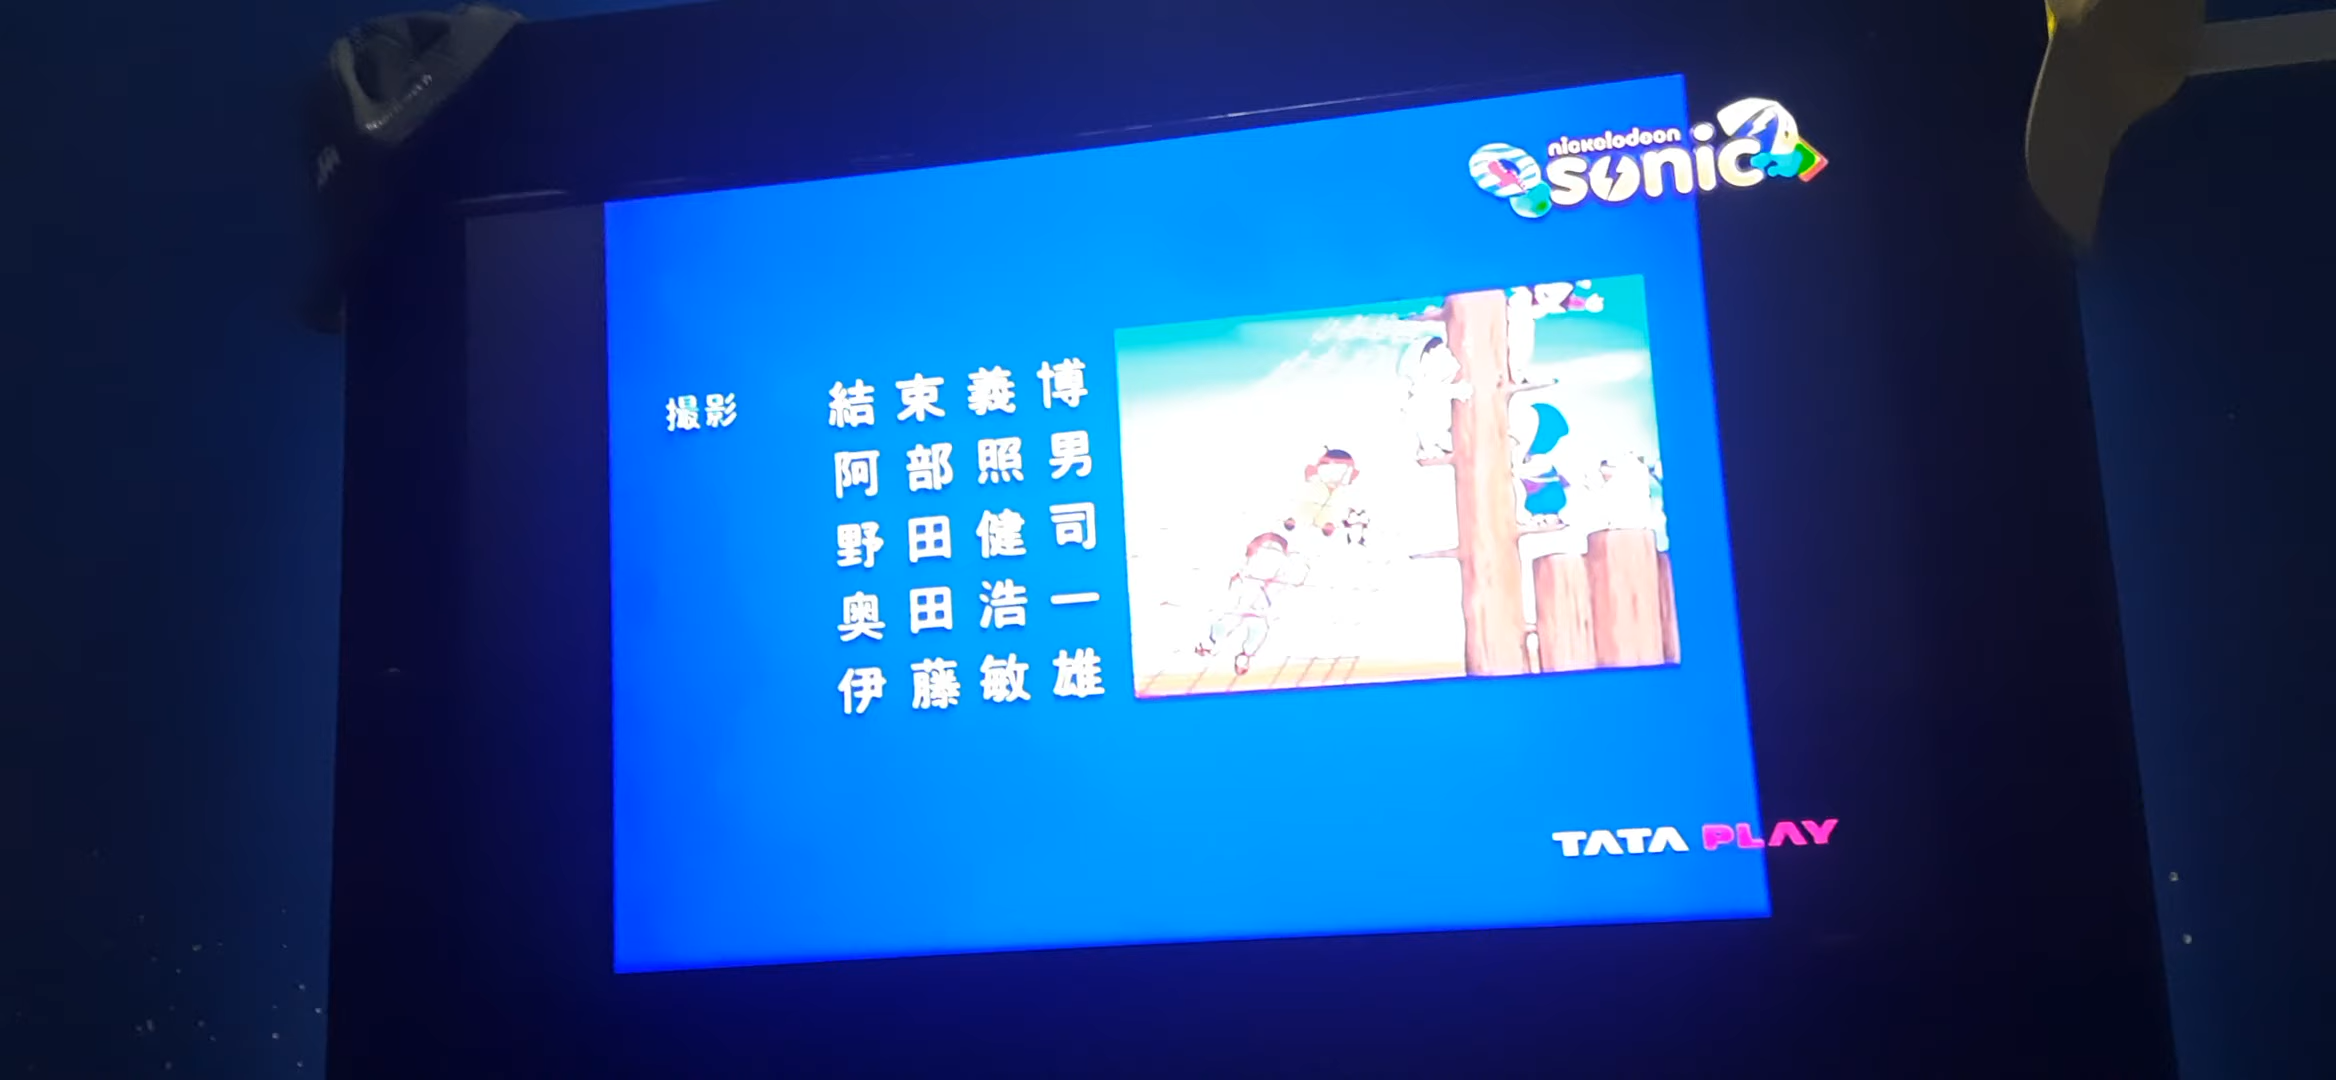 nickelodeon
sonic
撮影
結束義博
阿部照男
野田健司
奥田浩一
伊藤敏雄
TATA PLAY